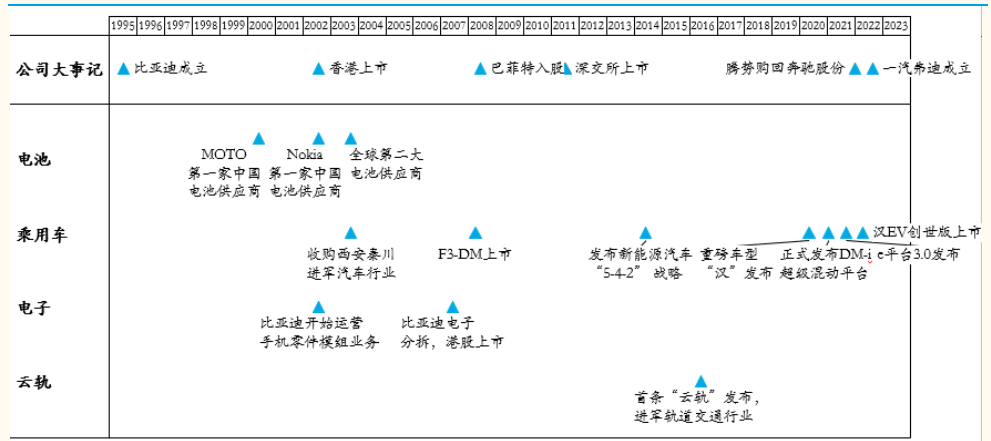 1995 1996 1997 1998 1999 2000 2001 2002 2003 2004 2005 2006 2007 2008 2009 2010 2011 2012 2013 2014 2015 2016 2017 2018 2019 2020 2021 2022 2023
公司大事记 比亚迪成立 香港上市 巴菲特入股 深交所上市 腾势购回奔驰股份 一汽弗迪成立
电池
MOTO Nokia 全球第二大
第一家中国 第一家中国 电池供应商
电池供应商 电池供应商
乘用车 汉EV创世版上市
收购西安秦川 F3-DM上市 发布新能源汽车 重磅车型 正式发布DM-i e平台3.0发布
进军汽车行业 “5-4-2” 战略 “汉”发布 超级混动平台
电子
比亚迪开始运营 比亚迪电子
手机零件模组业务 分拆，港股上市
云轨
首条“云轨”发布，
进军轨道交通行业